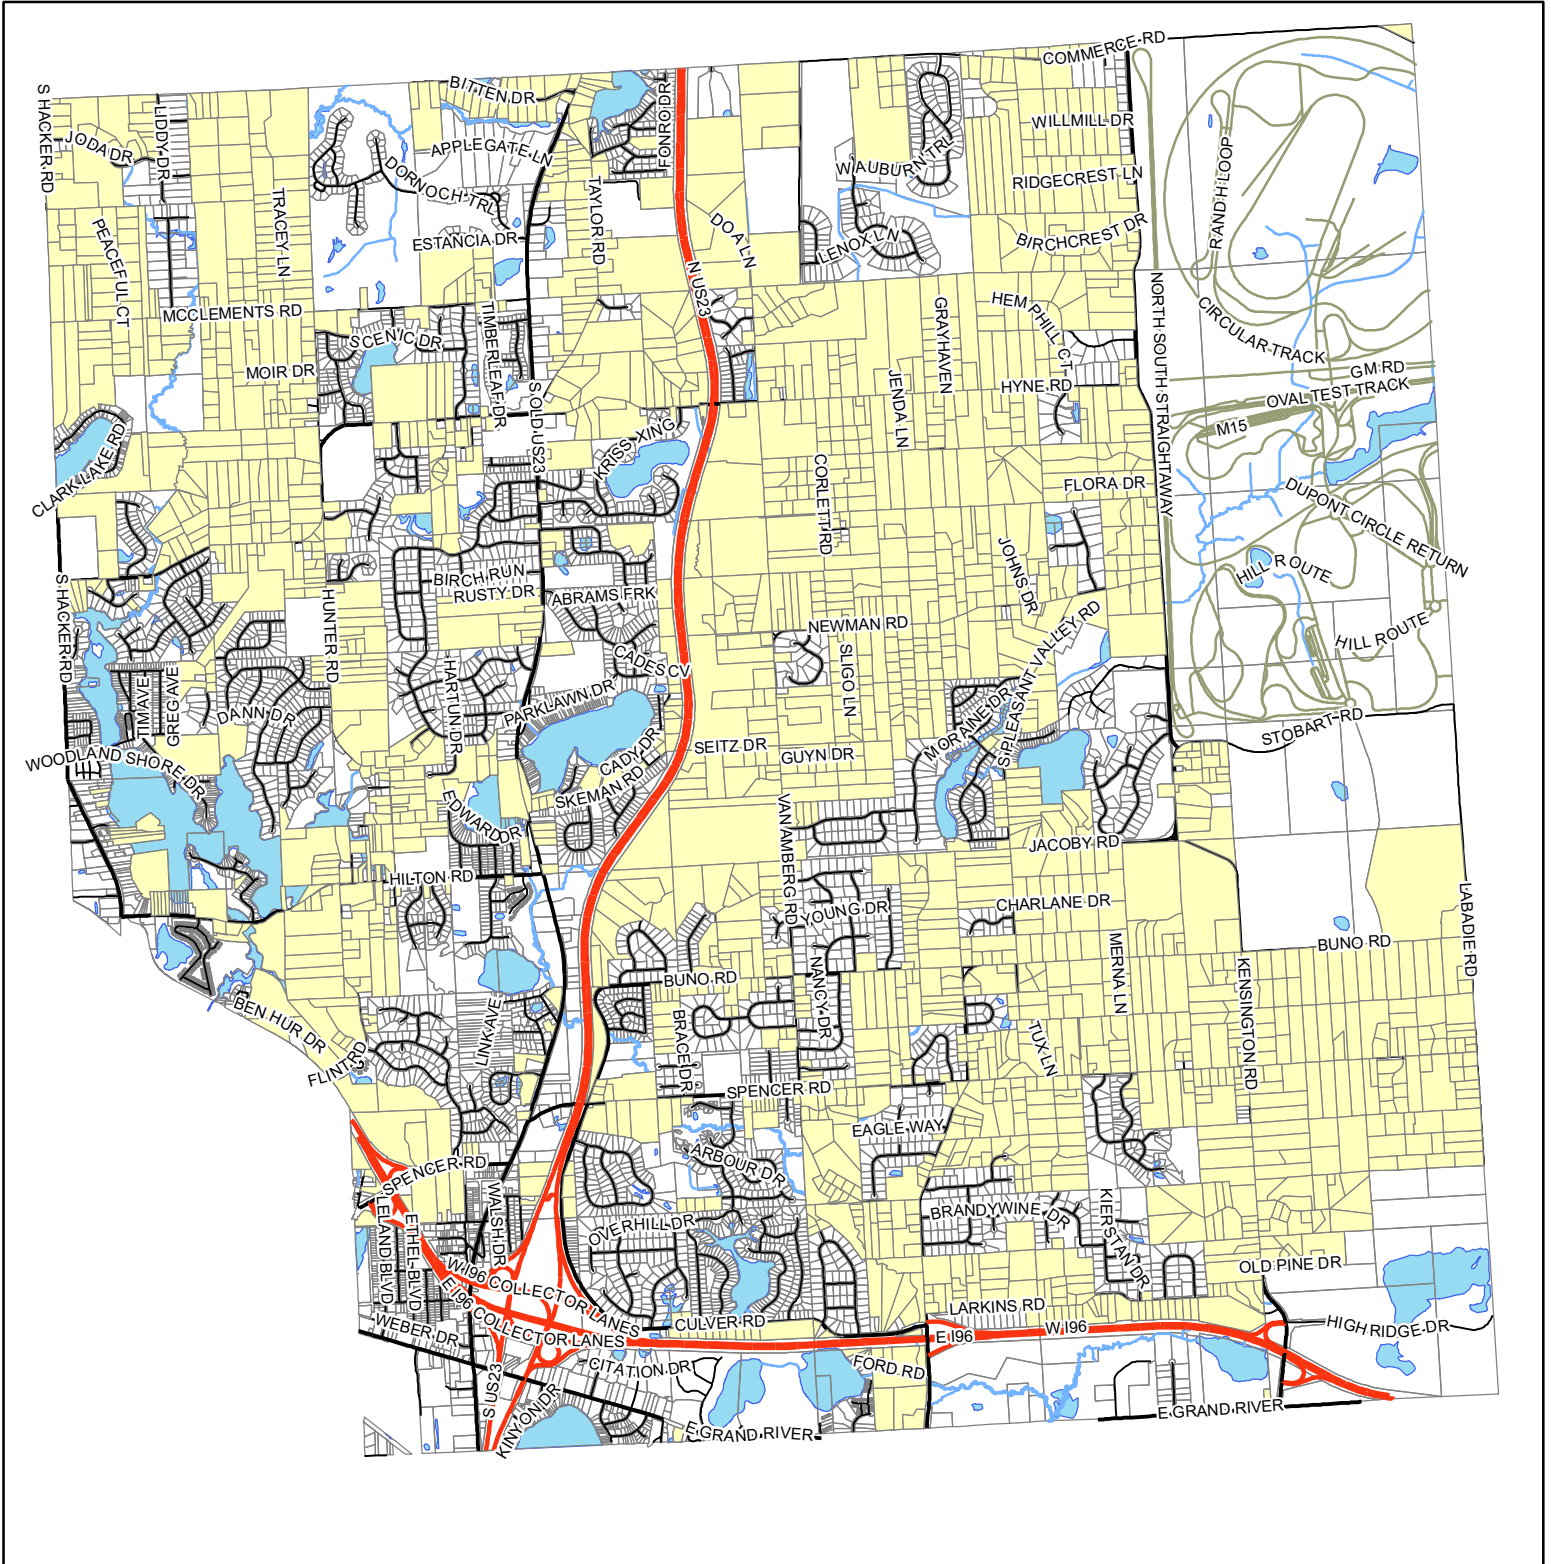 COMMERCE RD
S HACKER RD
BITTEN DR
FONRO DR
LIDDY DR
JODA DR
WILLMILL DR
APPLEGATE LN
RAND H LOOP
DORNOCH TRL
W AUBURN TRL
RIDGECREST LN
TRACEY LN
TAYLOR RD
PEACEFUL CT
ESTANCIA DR
DO A LN
LENOX LN
BIRCHCREST DR
N US23
MCCLEMENTS RD
NORTH SOUTH STRAIGHTAWAY
CIRCULAR TRACK
HEM PHILL CT
GRAYHAVEN
SCENIC DR
TIMBERLEAF DR
MOIR DR
GM RD
HYNE RD
OVAL TEST TRACK
JENDA LN
S OLD US23
M15
KRISS XING
CLARK LAKE RD
CORLETT RD
FLORA DR
DUPONT CIRCLE RETURN
BIRCH RUN
RUSTY DR
ABRAMS FRK
JOHNS DR
HILL ROUTE
S HACKER RD
HUNTER RD
NEWMAN RD
S PLEASANT VALLEY RD
HILL ROUTE
CADES CV
SLIGO LN
HARTUN DR
PARKLAWN DR
TIM AVE
GREG AVE
DANN DR
MORAINE DR
STOBART RD
WOODLAND SHORE DR
CADY DR
SEITZ DR
GUYN DR
SKEMAN RD
EDWARD DR
VAN AMBERG RD
JACOBY RD
HILTON RD
YOUNG DR
CHARLANE DR
LABADIE RD
BUNO RD
MERNA LN
KENSINGTON RD
BUNO RD
NANCY DR
BEN HUR DR
LINK AVE
BRACE DR
TUX LN
FLINT RD
SPENCER RD
EAGLE WAY
SPENCER RD
ARBOUR DR
WALSH DR
LELAND BLVD
ETHEL BLVD
OVERHILL DR
BRANDYWINE DR
KIERSTAN DR
OLD PINE DR
W I96 COLLECTOR LANES
E I96 COLLECTOR LANES
LARKINS RD
WEBER DR
CULVER RD
E I96
W I96
HIGH RIDGE DR
CITATION DR
FORD RD
S US23
KINYON DR
E GRAND RIVER
E GRAND RIVER